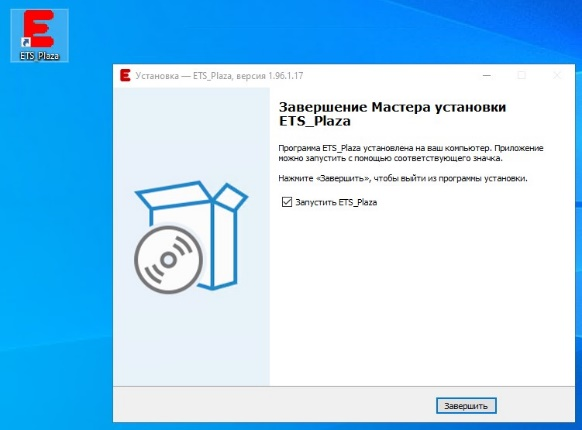 ETS_Plaza
Установка — ETS_Plaza, версия 1.96.1.17
Завершение Мастера установки
ETS_Plaza
Программа ETS_Plaza установлена на ваш компьютер. Приложение
можно запустить с помощью соответствующего значка.
Нажмите «Завершить», чтобы выйти из программы установки.
Запустить ETS_Plaza
Завершить